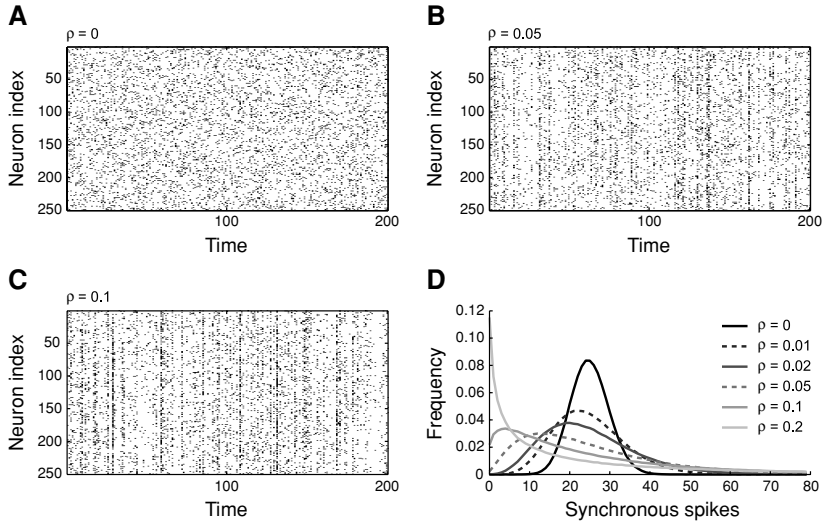 A
ρ = 0
Neuron index
50
100
150
200
250
100
200
Time
B
ρ = 0.05
Neuron index
50
100
150
200
250
100
200
Time
C
ρ = 0.1
Neuron index
50
100
150
200
250
100
200
Time
D
Frequency
0.12
0.10
0.08
0.06
0.04
0.02
0
0
10
20
30
40
50
60
70
80
Synchronous spikes
ρ = 0
ρ = 0.01
ρ = 0.02
ρ = 0.05
ρ = 0.1
ρ = 0.2